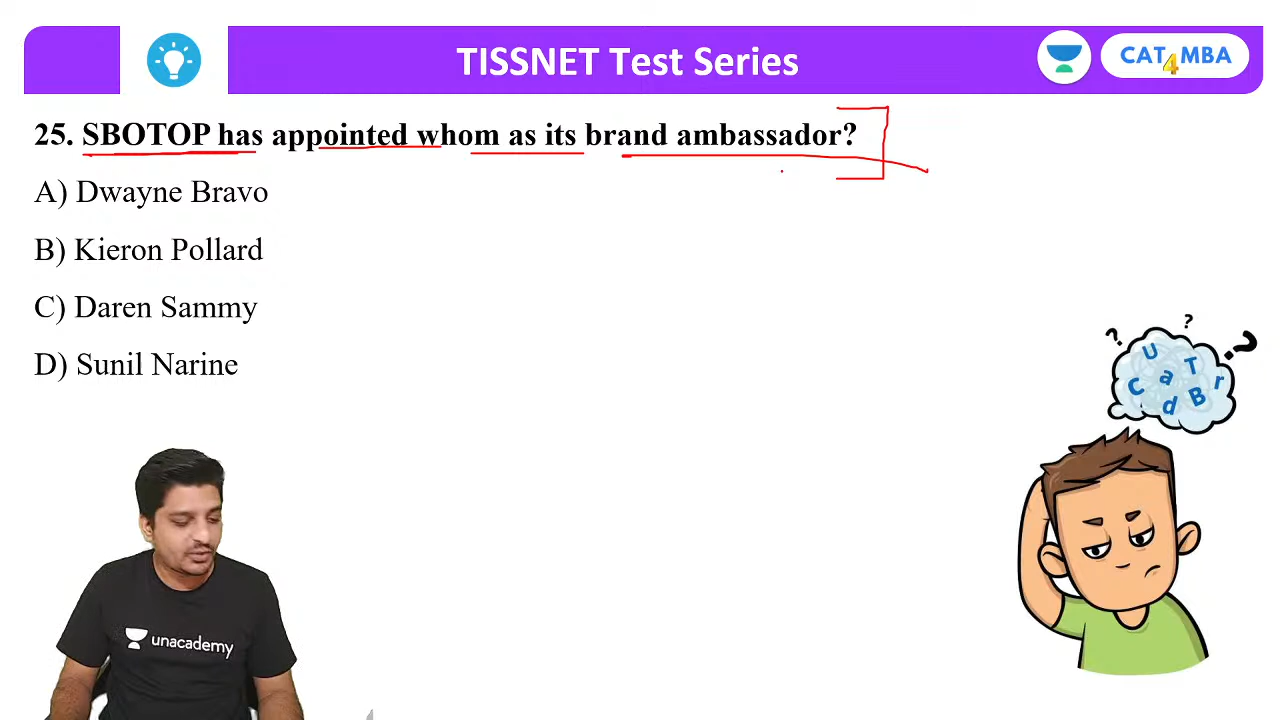 TISSNET Test Series
CAT4MBA
25. SBOTOP has appointed whom as its brand ambassador?
A) Dwayne Bravo
B) Kieron Pollard
C) Daren Sammy
D) Sunil Narine
? ? ?
U T r
C a B
d
unacademy